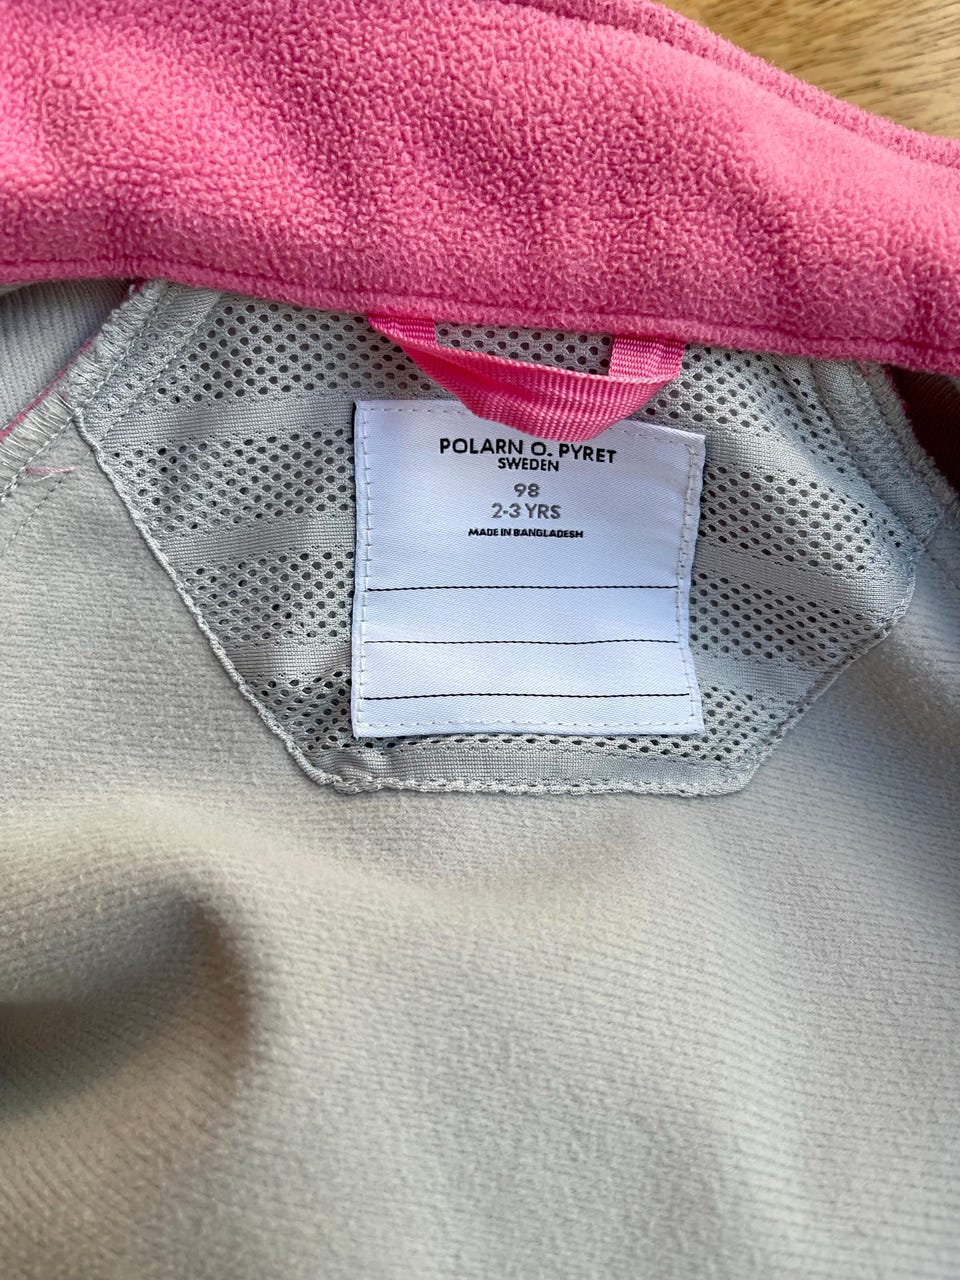 POLARN O. PYRET
SWEDEN
98
2-3 YRS
MADE IN BANGLADESH